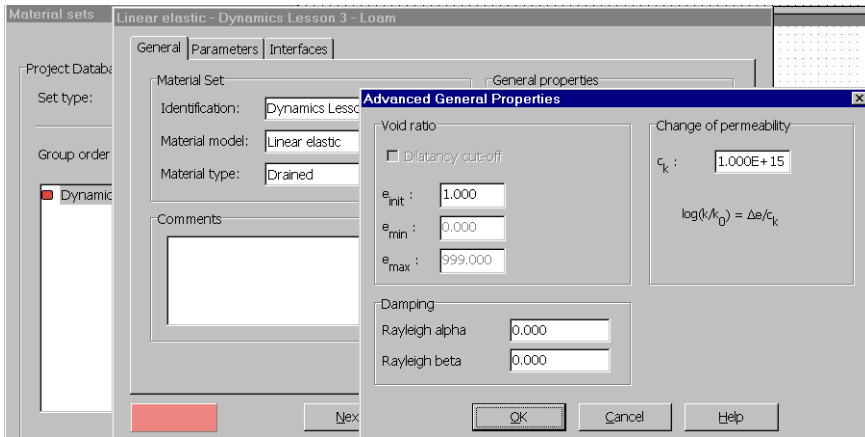 Material sets
Project Databa
Set type:
Group order
Dynamic
Linear elastic - Dynamics Lesson 3 - Loam
General
Parameters
Interfaces
Material Set
General properties
Identification:
Dynamics Lesso
Material model:
Linear elastic
Material type:
Drained
Comments
Nex
Advanced General Properties
Void ratio
Dilatancy cut-off
e_init : 1.000
e_min : 0.000
e_max : 999.000
Change of permeability
c_k : 1.000E+15
log(k/k_0) = Δe/c_k
Damping
Rayleigh alpha 0.000
Rayleigh beta 0.000
OK Cancel Help